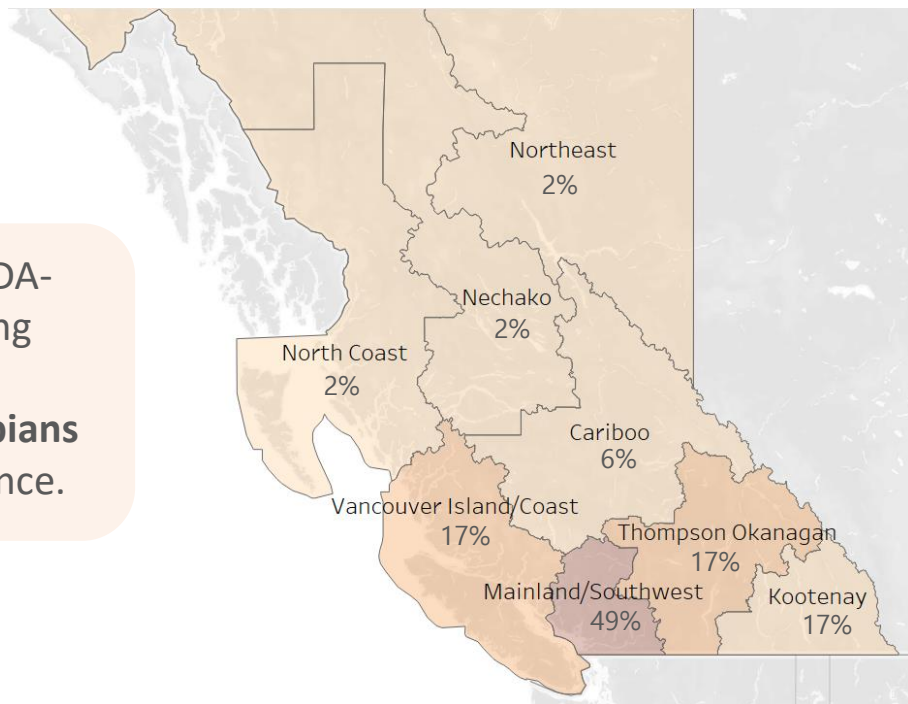 DA-
ng
bians
nce.
Northeast
2%
Nechako
2%
North Coast
2%
Cariboo
6%
Vancouver Island/Coast
17%
Thompson Okanagan
17%
Mainland/Southwest
49%
Kootenay
17%